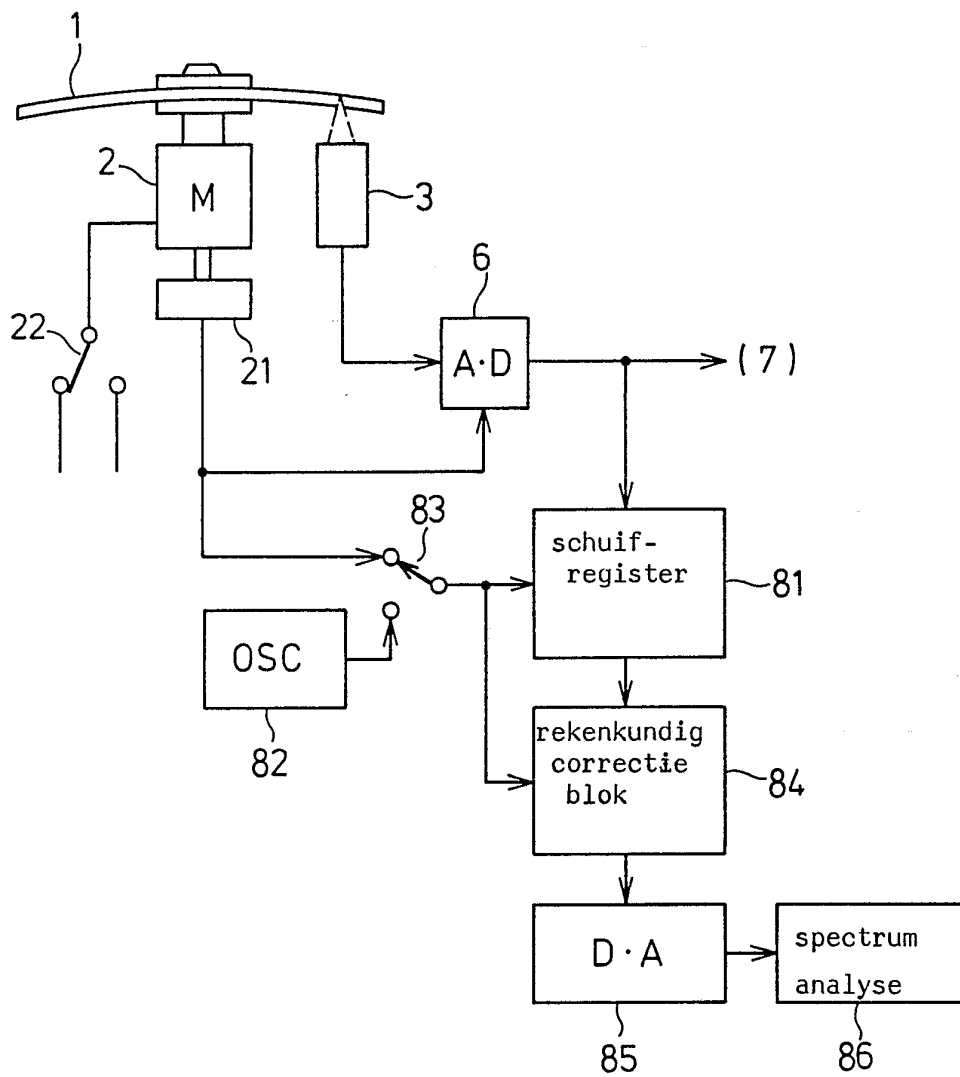 1
2
M
3
22
21
6
A·D
(7)
83
schuif-
register
81
OSC
82
rekenkundig
correctie
blok
84
D·A
85
spectrum
analyse
86